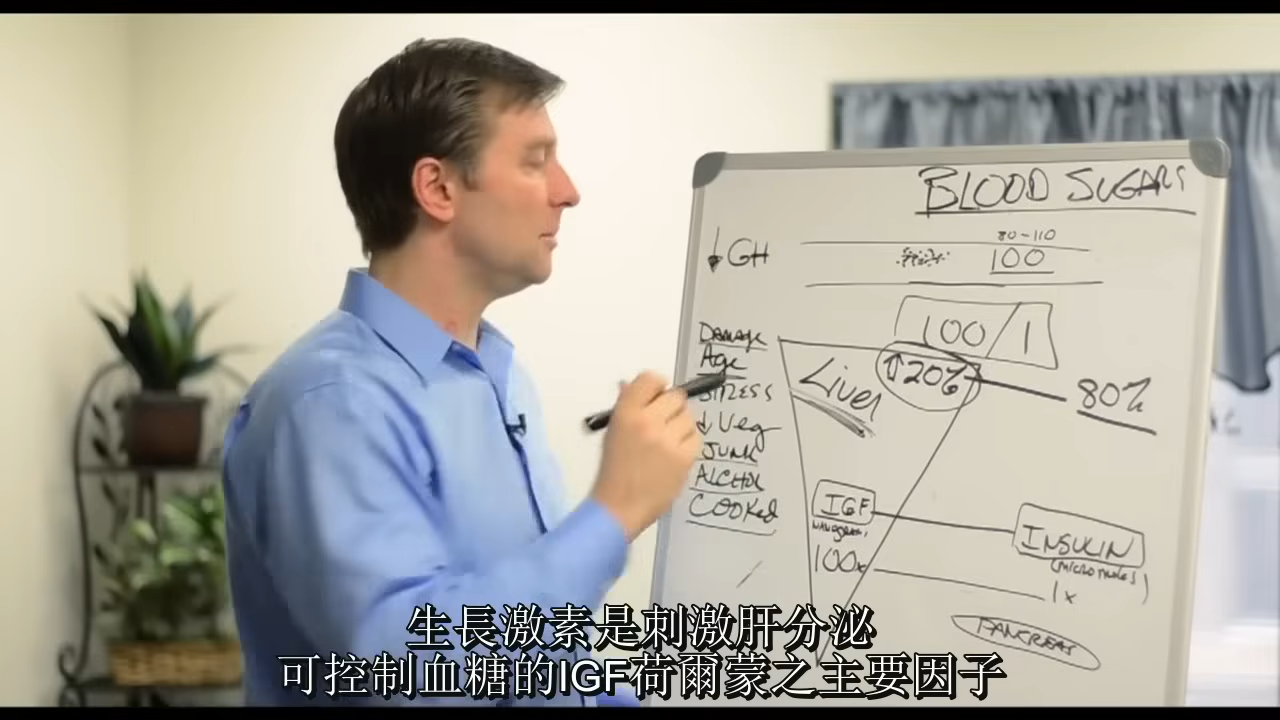 BLOOD SUGARS
80-110
↓GH
100
100/1
DAMAGE
Age
Liver
↑20%
80%
STRESS
↓Veg
JUNK
ALCHOL
COOKed
IGF
INSULIN
100x
1x
PANCREAS
生長激素是刺激肝分泌
可控制血糖的IGF荷爾蒙之主要因子